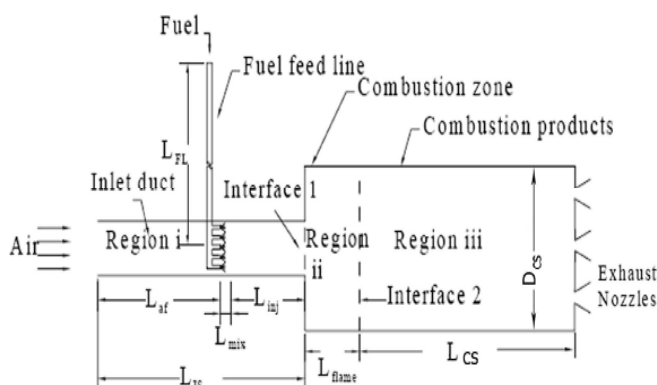 Fuel
Fuel feed line
Combustion zone
Combustion products
L_FL
Inlet duct
Interface 1
Air
Region i
Region
ii
Region iii
D_CS
Exhaust
Nozzles
L_af
L_inj
Interface 2
L_mix
L_flame
L_CS